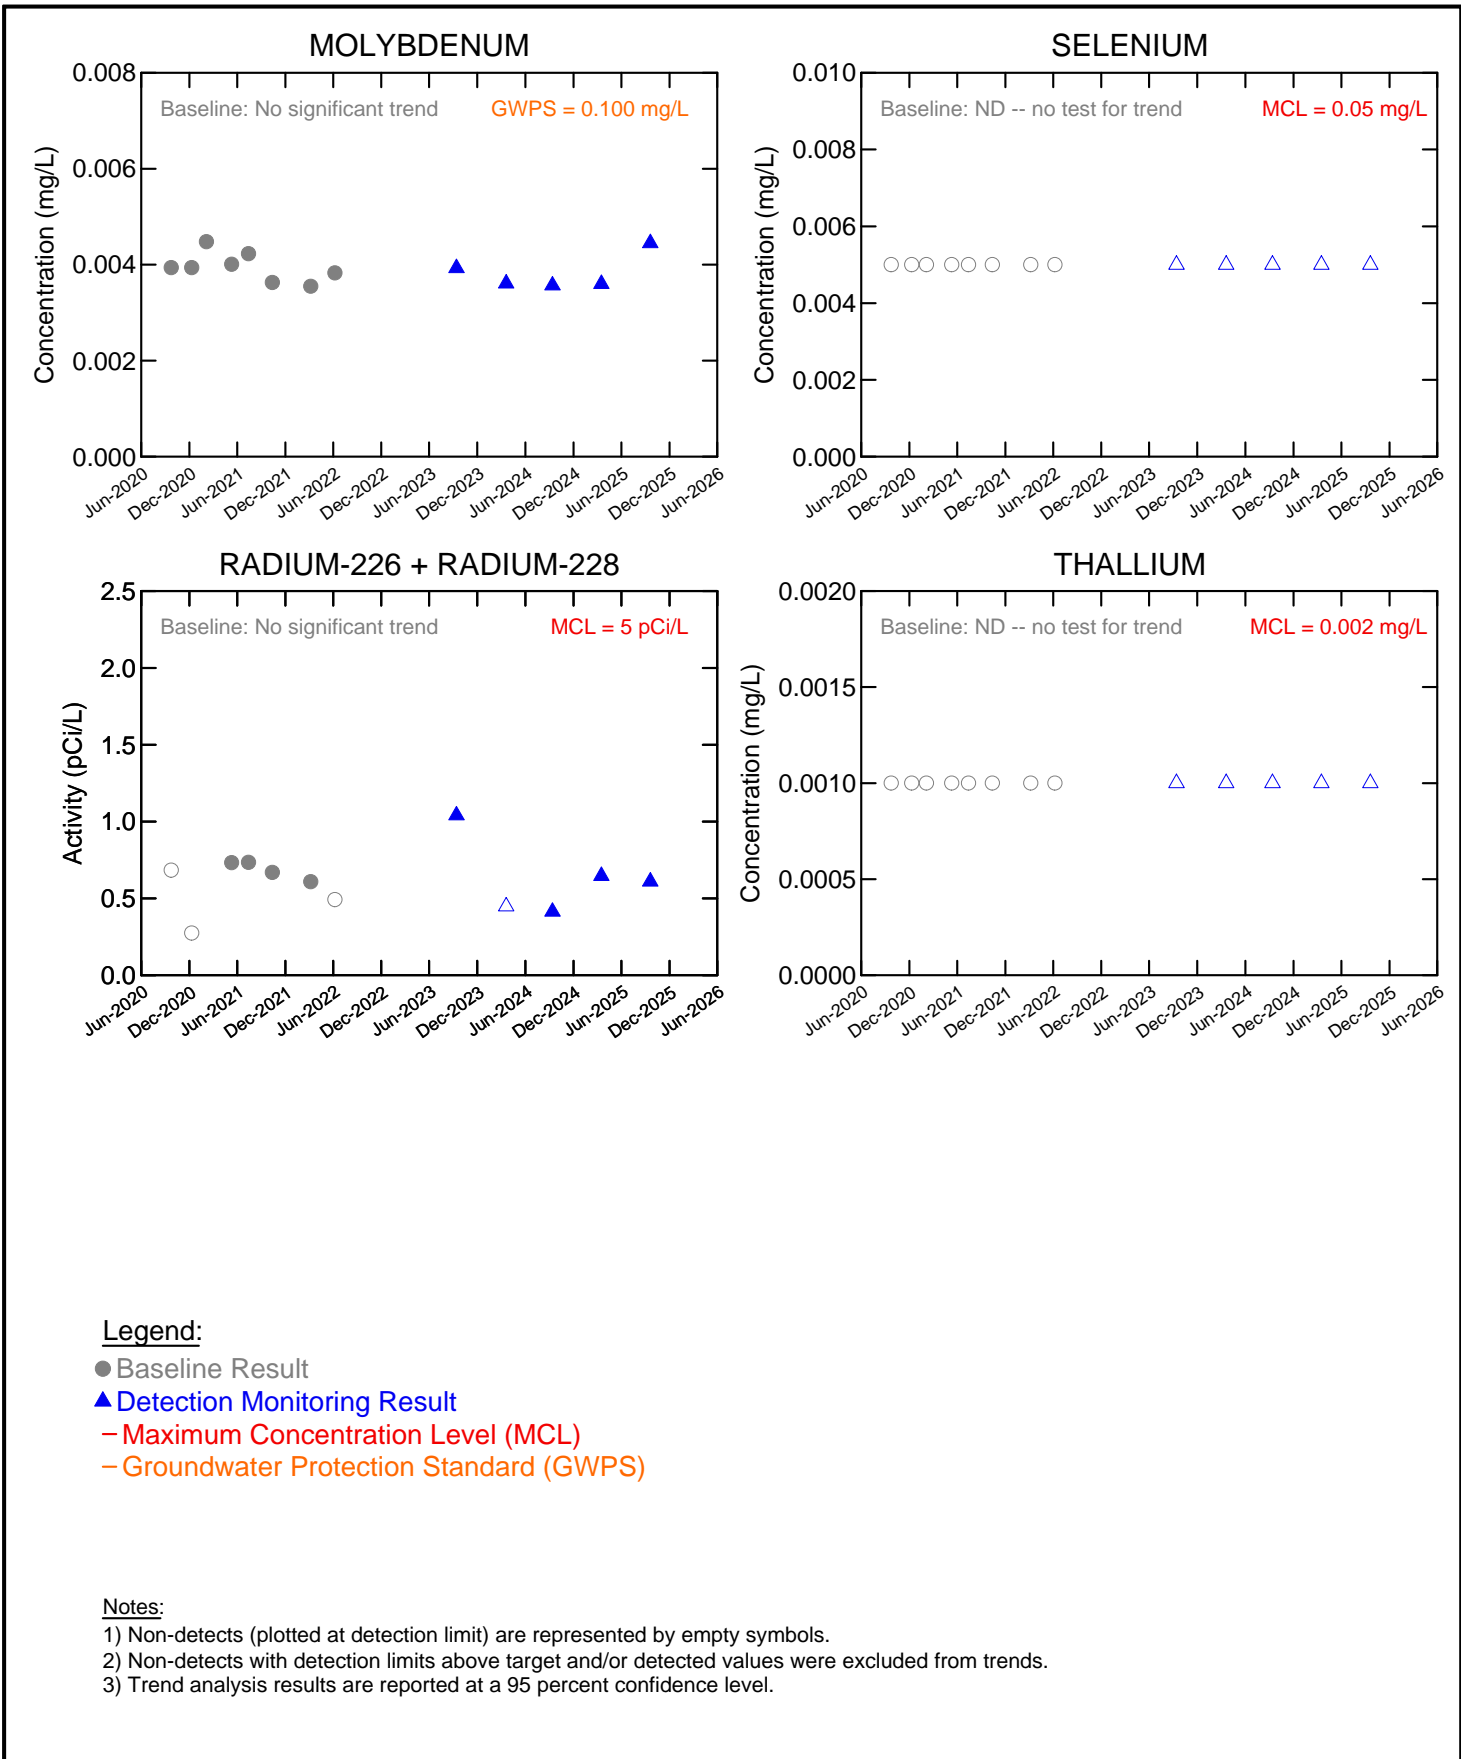 MOLYBDENUM
Baseline: No significant trend
GWPS = 0.100 mg/L
Concentration (mg/L)
0.008
0.006
0.004
0.002
0.000
Jun-2020 Dec-2020 Jun-2021 Dec-2021 Jun-2022 Dec-2022 Jun-2023 Dec-2023 Jun-2024 Dec-2024 Jun-2025 Dec-2025 Jun-2026
SELENIUM
Baseline: ND -- no test for trend
MCL = 0.05 mg/L
Concentration (mg/L)
0.010
0.008
0.006
0.004
0.002
0.000
Jun-2020 Dec-2020 Jun-2021 Dec-2021 Jun-2022 Dec-2022 Jun-2023 Dec-2023 Jun-2024 Dec-2024 Jun-2025 Dec-2025 Jun-2026
RADIUM-226 + RADIUM-228
Baseline: No significant trend
MCL = 5 pCi/L
Activity (pCi/L)
2.5
2.0
1.5
1.0
0.5
0.0
Jun-2020 Dec-2020 Jun-2021 Dec-2021 Jun-2022 Dec-2022 Jun-2023 Dec-2023 Jun-2024 Dec-2024 Jun-2025 Dec-2025 Jun-2026
THALLIUM
Baseline: ND -- no test for trend
MCL = 0.002 mg/L
Concentration (mg/L)
0.0020
0.0015
0.0010
0.0005
0.0000
Jun-2020 Dec-2020 Jun-2021 Dec-2021 Jun-2022 Dec-2022 Jun-2023 Dec-2023 Jun-2024 Dec-2024 Jun-2025 Dec-2025 Jun-2026
Legend:
Baseline Result
Detection Monitoring Result
Maximum Concentration Level (MCL)
Groundwater Protection Standard (GWPS)
Notes:
1) Non-detects (plotted at detection limit) are represented by empty symbols.
2) Non-detects with detection limits above target and/or detected values were excluded from trends.
3) Trend analysis results are reported at a 95 percent confidence level.